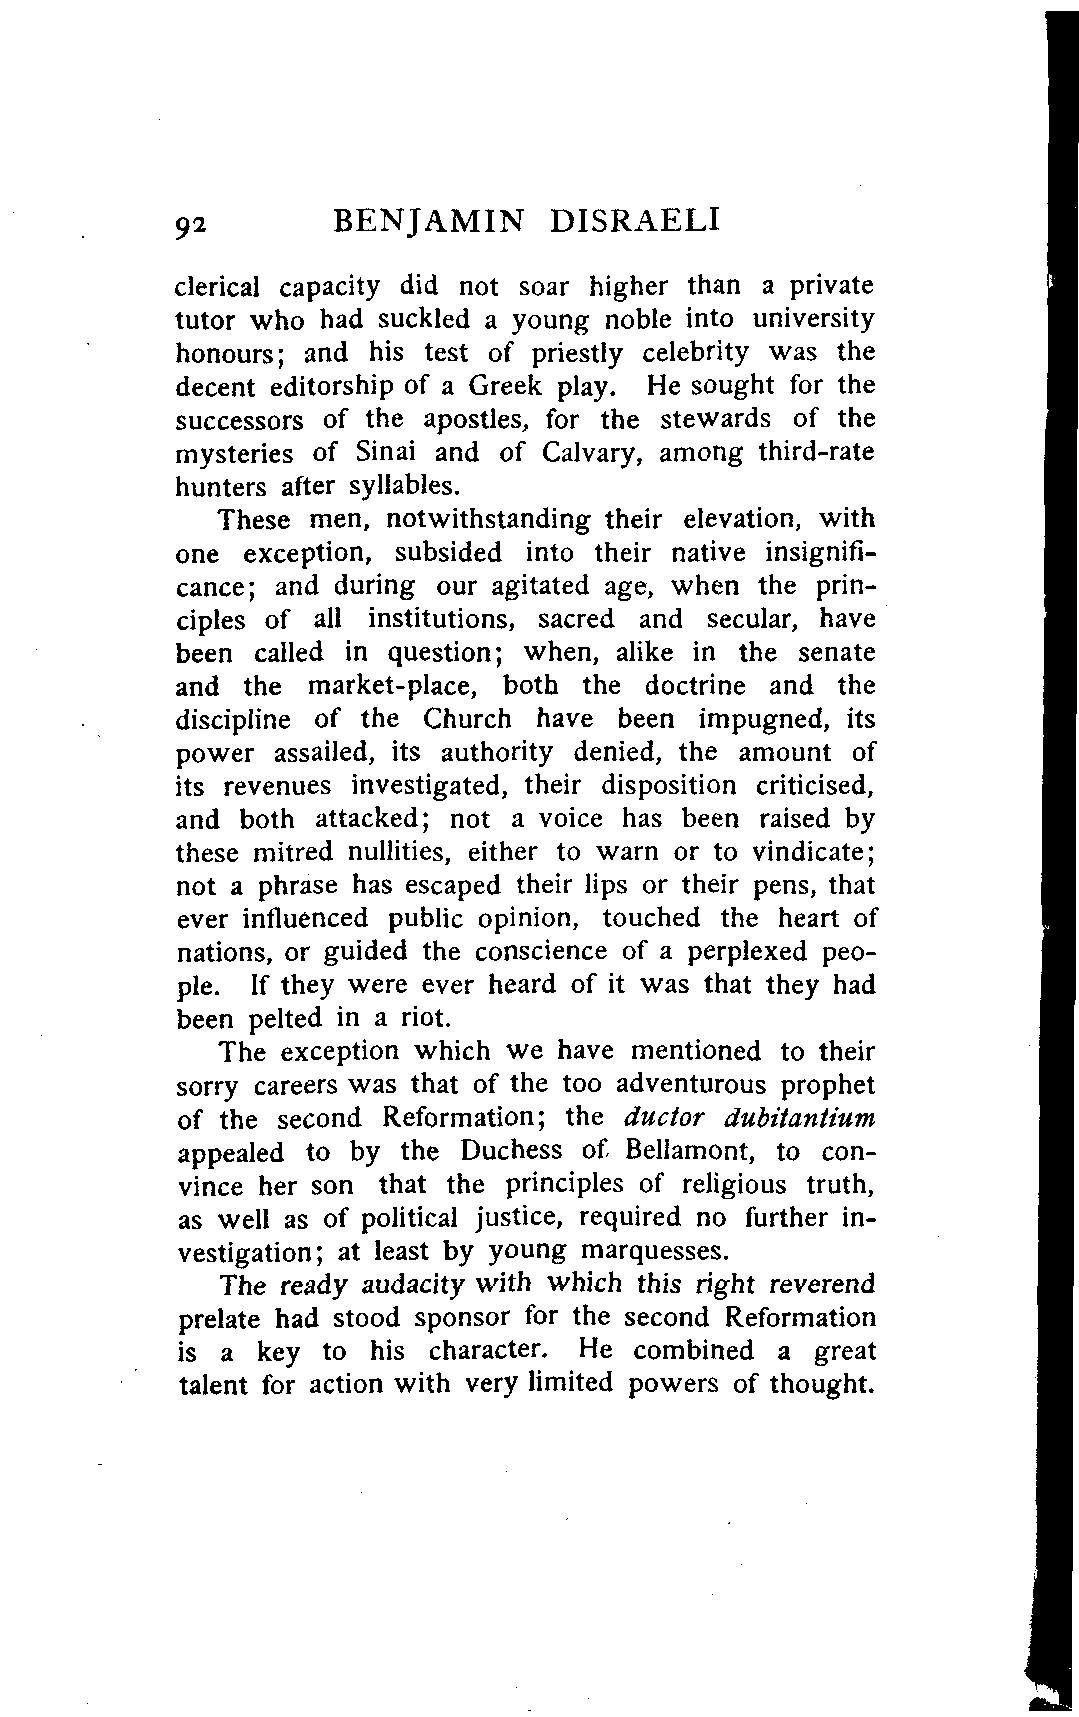 92 BENJAMIN DISRAELI
clerical capacity did not soar higher than a private
tutor who had suckled a young noble into university
honours; and his test of priestly celebrity was the
decent editorship of a Greek play. He sought for the
successors of the apostles, for the stewards of the
mysteries of Sinai and of Calvary, among third-rate
hunters after syllables.
These men, notwithstanding their elevation, with
one exception, subsided into their native insignifi-
cance; and during our agitated age, when the prin-
ciples of all institutions, sacred and secular, have
been called in question; when, alike in the senate
and the market-place, both the doctrine and the
discipline of the Church have been impugned, its
power assailed, its authority denied, the amount of
its revenues investigated, their disposition criticised,
and both attacked; not a voice has been raised by
these mitred nullities, either to warn or to vindicate;
not a phrase has escaped their lips or their pens, that
ever influenced public opinion, touched the heart of
nations, or guided the conscience of a perplexed peo-
ple. If they were ever heard of it was that they had
been pelted in a riot.
The exception which we have mentioned to their
sorry careers was that of the too adventurous prophet
of the second Reformation; the ductor dubitantium
appealed to by the Duchess of Bellamont, to con-
vince her son that the principles of religious truth,
as well as of political justice, required no further in-
vestigation; at least by young marquesses.
The ready audacity with which this right reverend
prelate had stood sponsor for the second Reformation
is a key to his character. He combined a great
talent for action with very limited powers of thought.